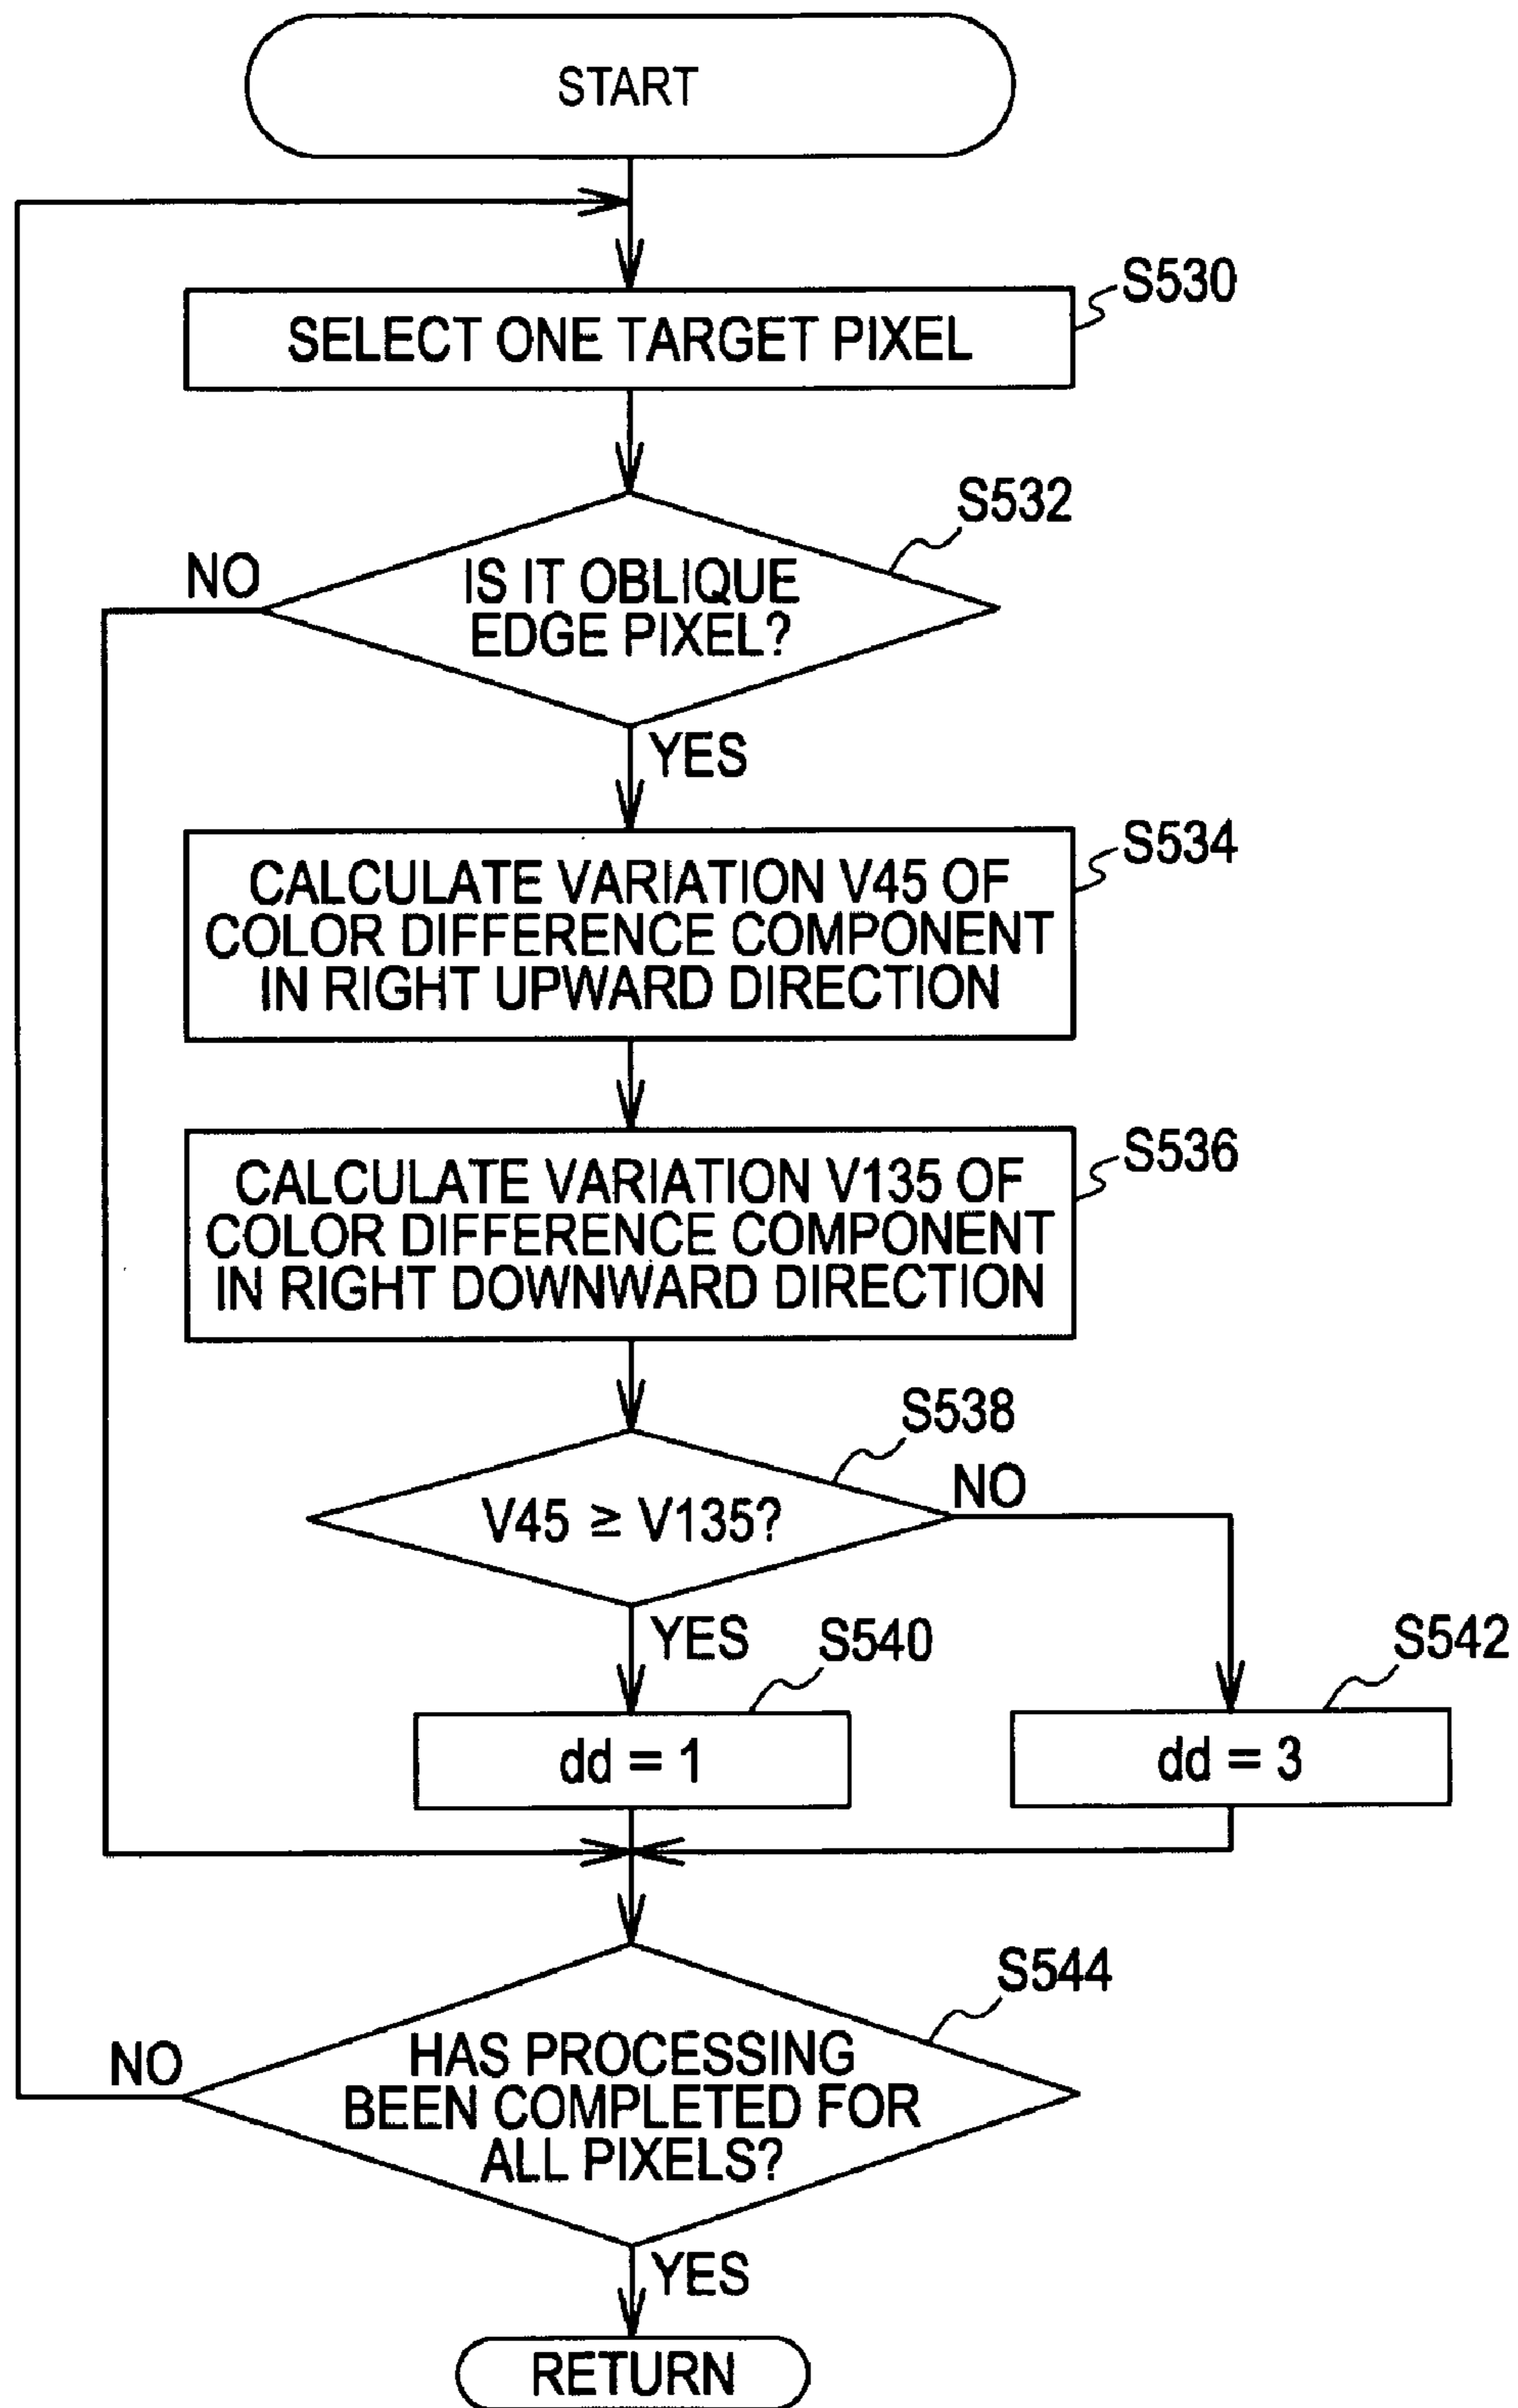 START
S530
SELECT ONE TARGET PIXEL
S532
NO
IS IT OBLIQUE
EDGE PIXEL?
YES
S534
CALCULATE VARIATION V45 OF
COLOR DIFFERENCE COMPONENT
IN RIGHT UPWARD DIRECTION
S536
CALCULATE VARIATION V135 OF
COLOR DIFFERENCE COMPONENT
IN RIGHT DOWNWARD DIRECTION
S538
NO
V45 ≥ V135?
YES
S540
S542
dd = 1
dd = 3
S544
NO
HAS PROCESSING
BEEN COMPLETED FOR
ALL PIXELS?
YES
RETURN